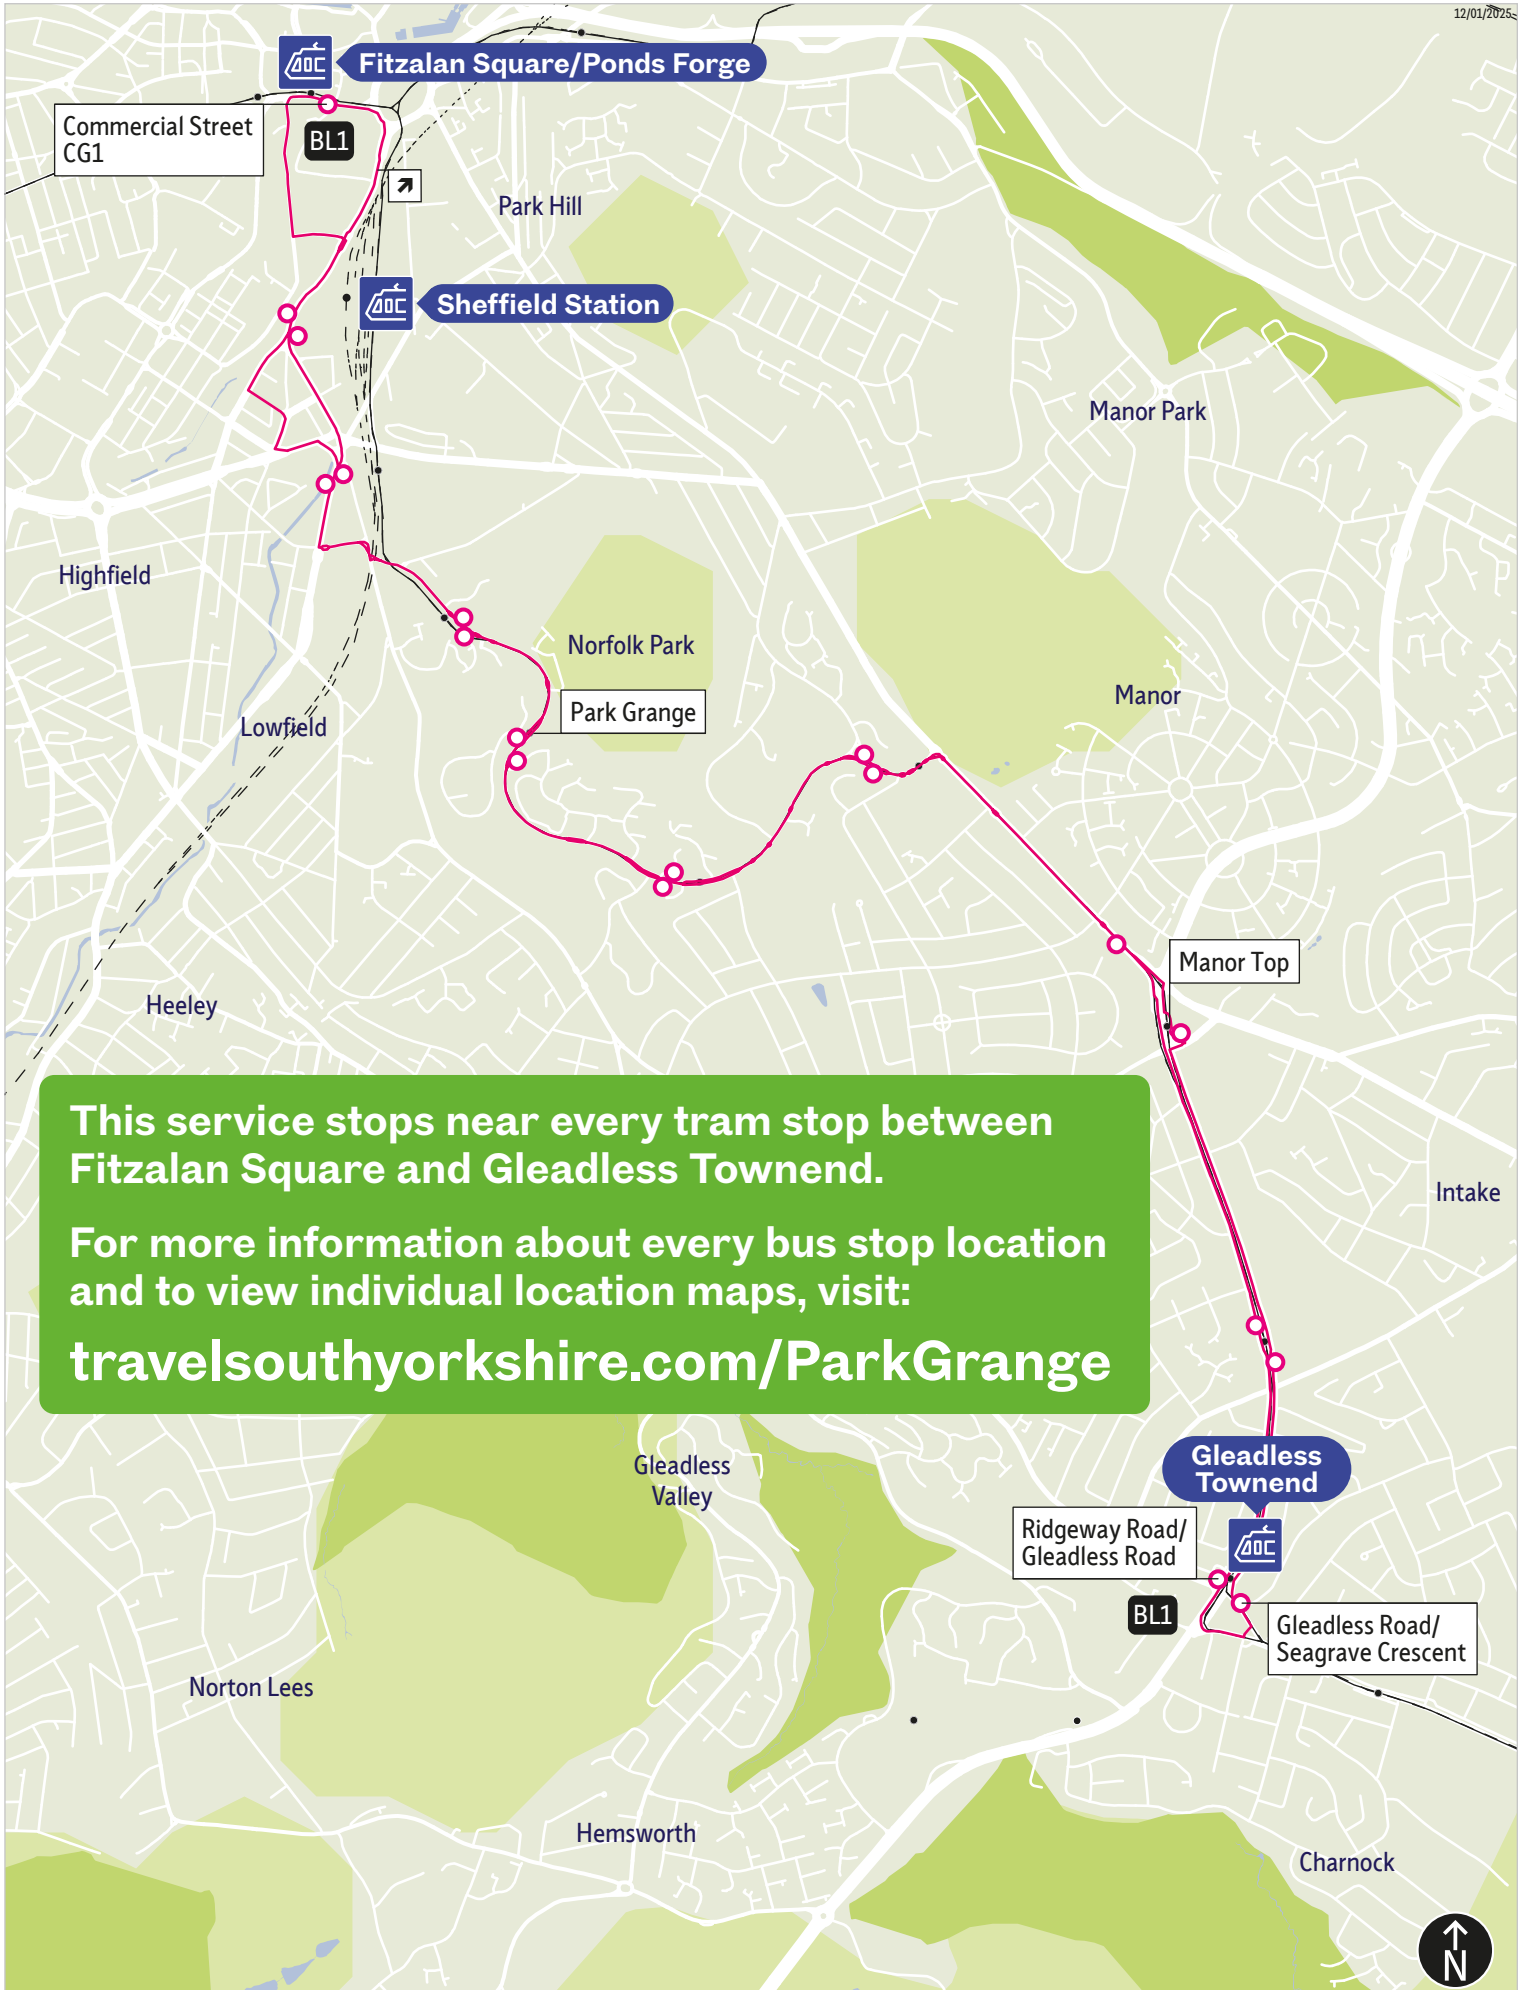 12/01/2025
Fitzalan Square/Ponds Forge
Commercial Street
CG1
BL1
Park Hill
Sheffield Station
Manor Park
Highfield
Norfolk Park
Manor
Park Grange
Lowfield
Manor Top
Heeley
This service stops near every tram stop between
Fitzalan Square and Gleadless Townend.
For more information about every bus stop location
and to view individual location maps, visit:
travelsouthyorkshire.com/ParkGrange
Intake
Gleadless
Townend
Gleadless
Valley
Ridgeway Road/
Gleadless Road
BL1
Gleadless Road/
Seagrave Crescent
Norton Lees
Hemsworth
Charnock
N